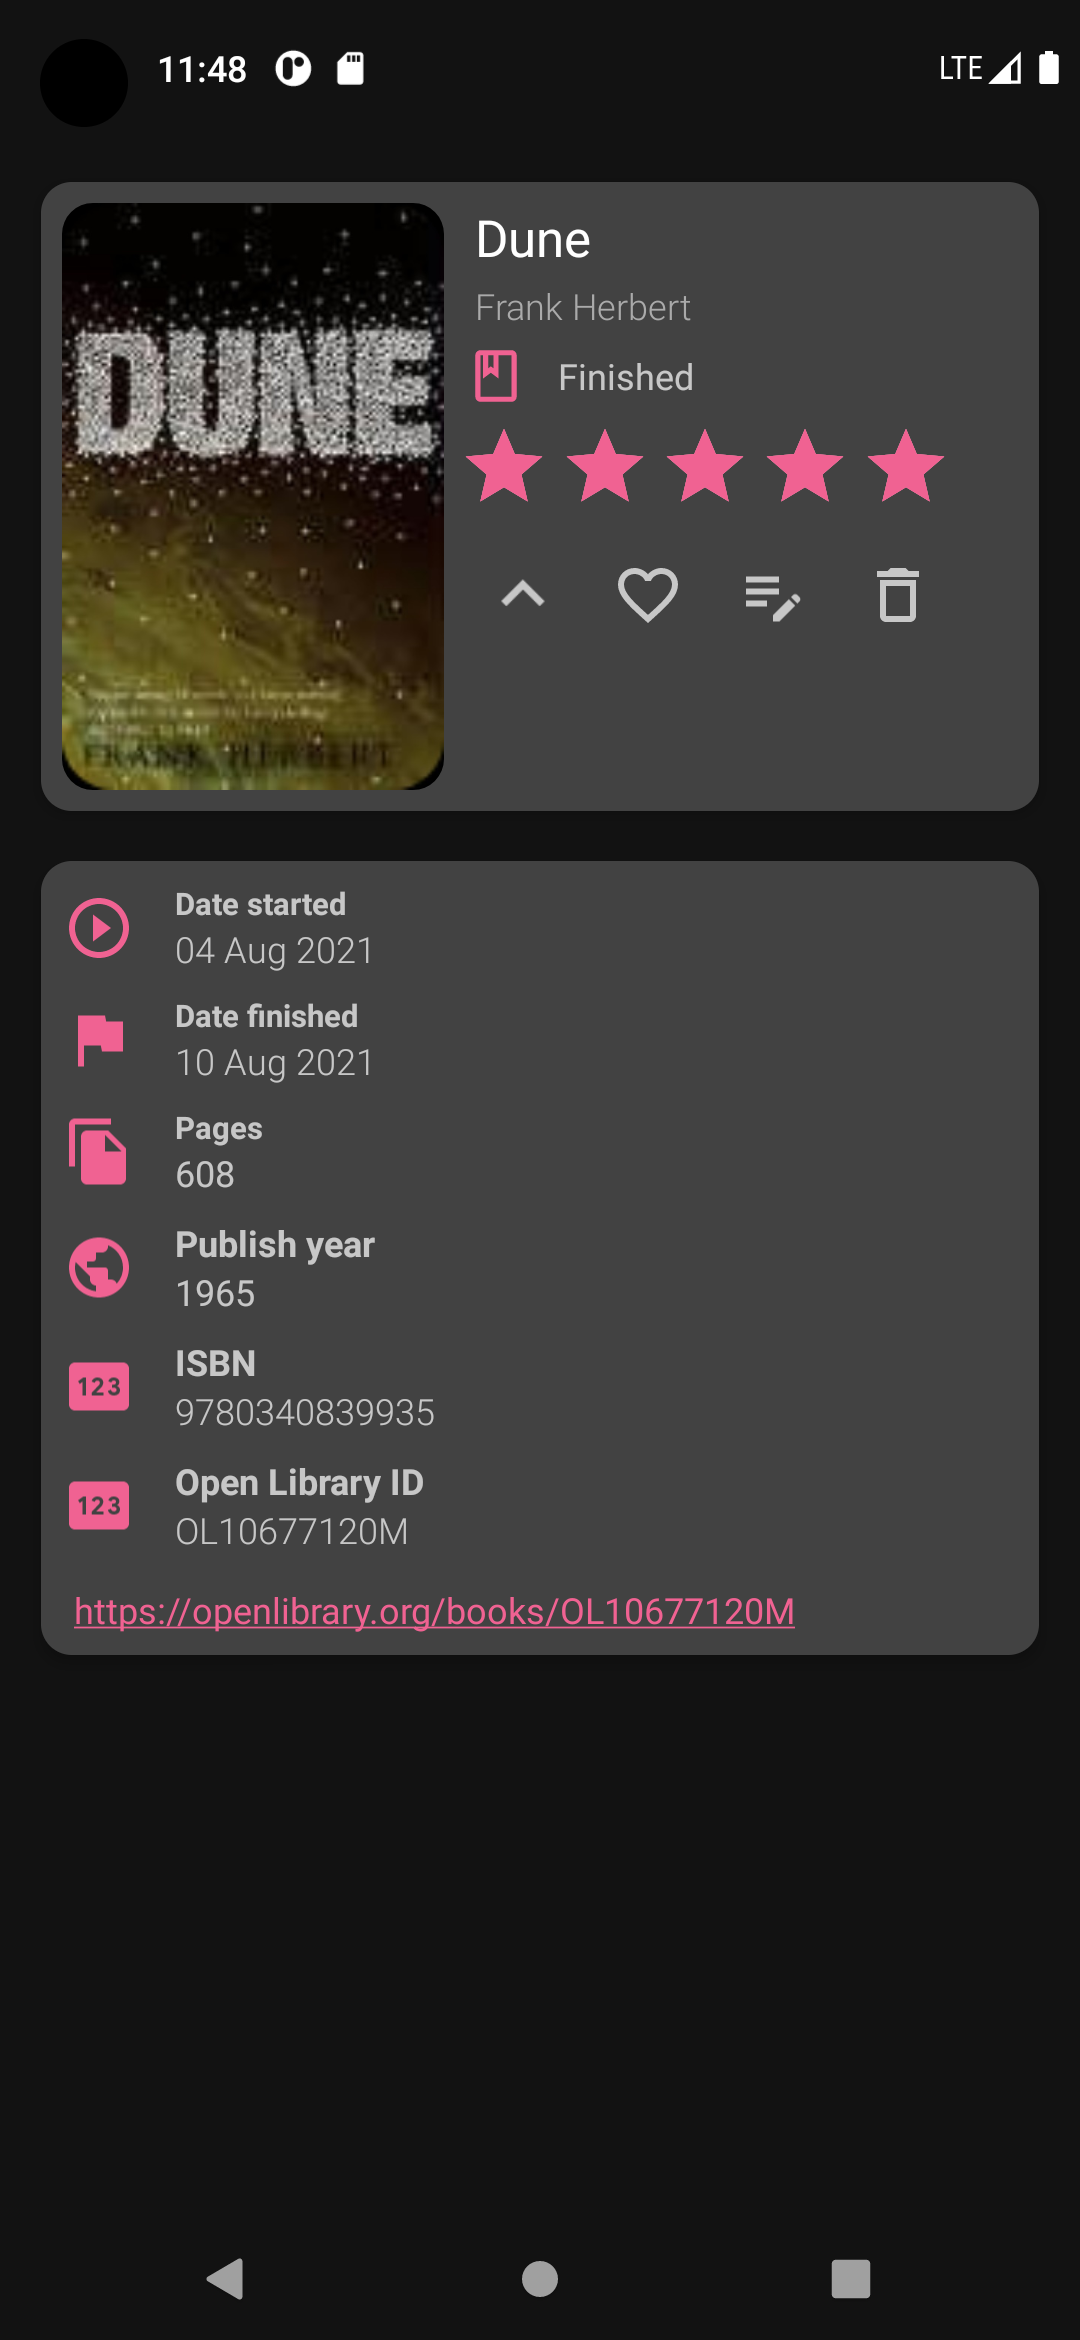 11:48
LTE
DUNE
FRANK HERBERT
Dune
Frank Herbert
Finished
Date started
04 Aug 2021
Date finished
10 Aug 2021
Pages
608
Publish year
1965
123
ISBN
9780340839935
123
Open Library ID
OL10677120M
https://openlibrary.org/books/OL10677120M